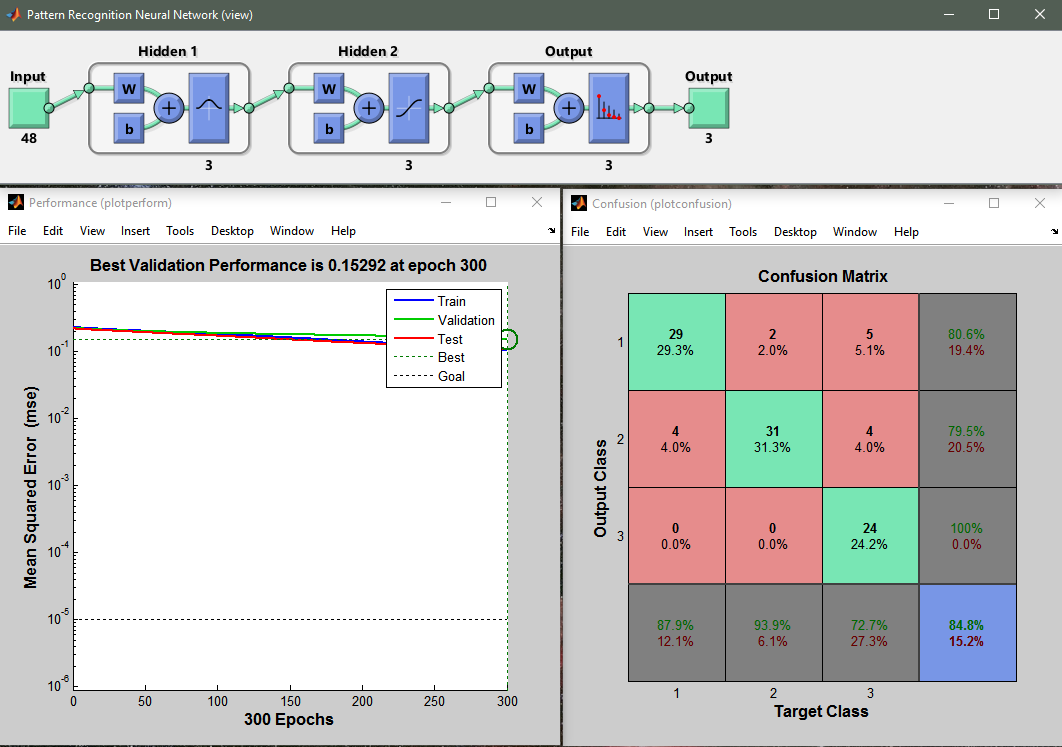 Pattern Recognition Neural Network (view)
Hidden 1
Hidden 2
Output
Input
Output
W
b
W
b
W
b
48
3
3
3
3
Performance (plotperform)
File Edit View Insert Tools Desktop Window Help
Best Validation Performance is 0.15292 at epoch 300
Mean Squared Error (mse)
10^0
10^-1
10^-2
10^-3
10^-4
10^-5
10^-6
Train
Validation
Test
Best
Goal
0 50 100 150 200 250 300
300 Epochs
Confusion (plotconfusion)
File Edit View Insert Tools Desktop Window Help
Confusion Matrix
Output Class
1
29 2 5 80.6%
29.3% 2.0% 5.1% 19.4%
2
4 31 4 79.5%
4.0% 31.3% 4.0% 20.5%
3
0 0 24 100%
0.0% 0.0% 24.2% 0.0%
87.9% 93.9% 72.7% 84.8%
12.1% 6.1% 27.3% 15.2%
1 2 3
Target Class